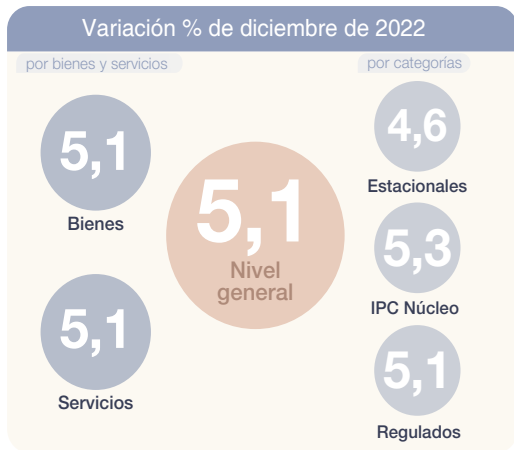 Variación % de diciembre de 2022
por bienes y servicios
5,1
Bienes
5,1
Servicios
5,1
Nivel
general
por categorías
4,6
Estacionales
5,3
IPC Núcleo
5,1
Regulados